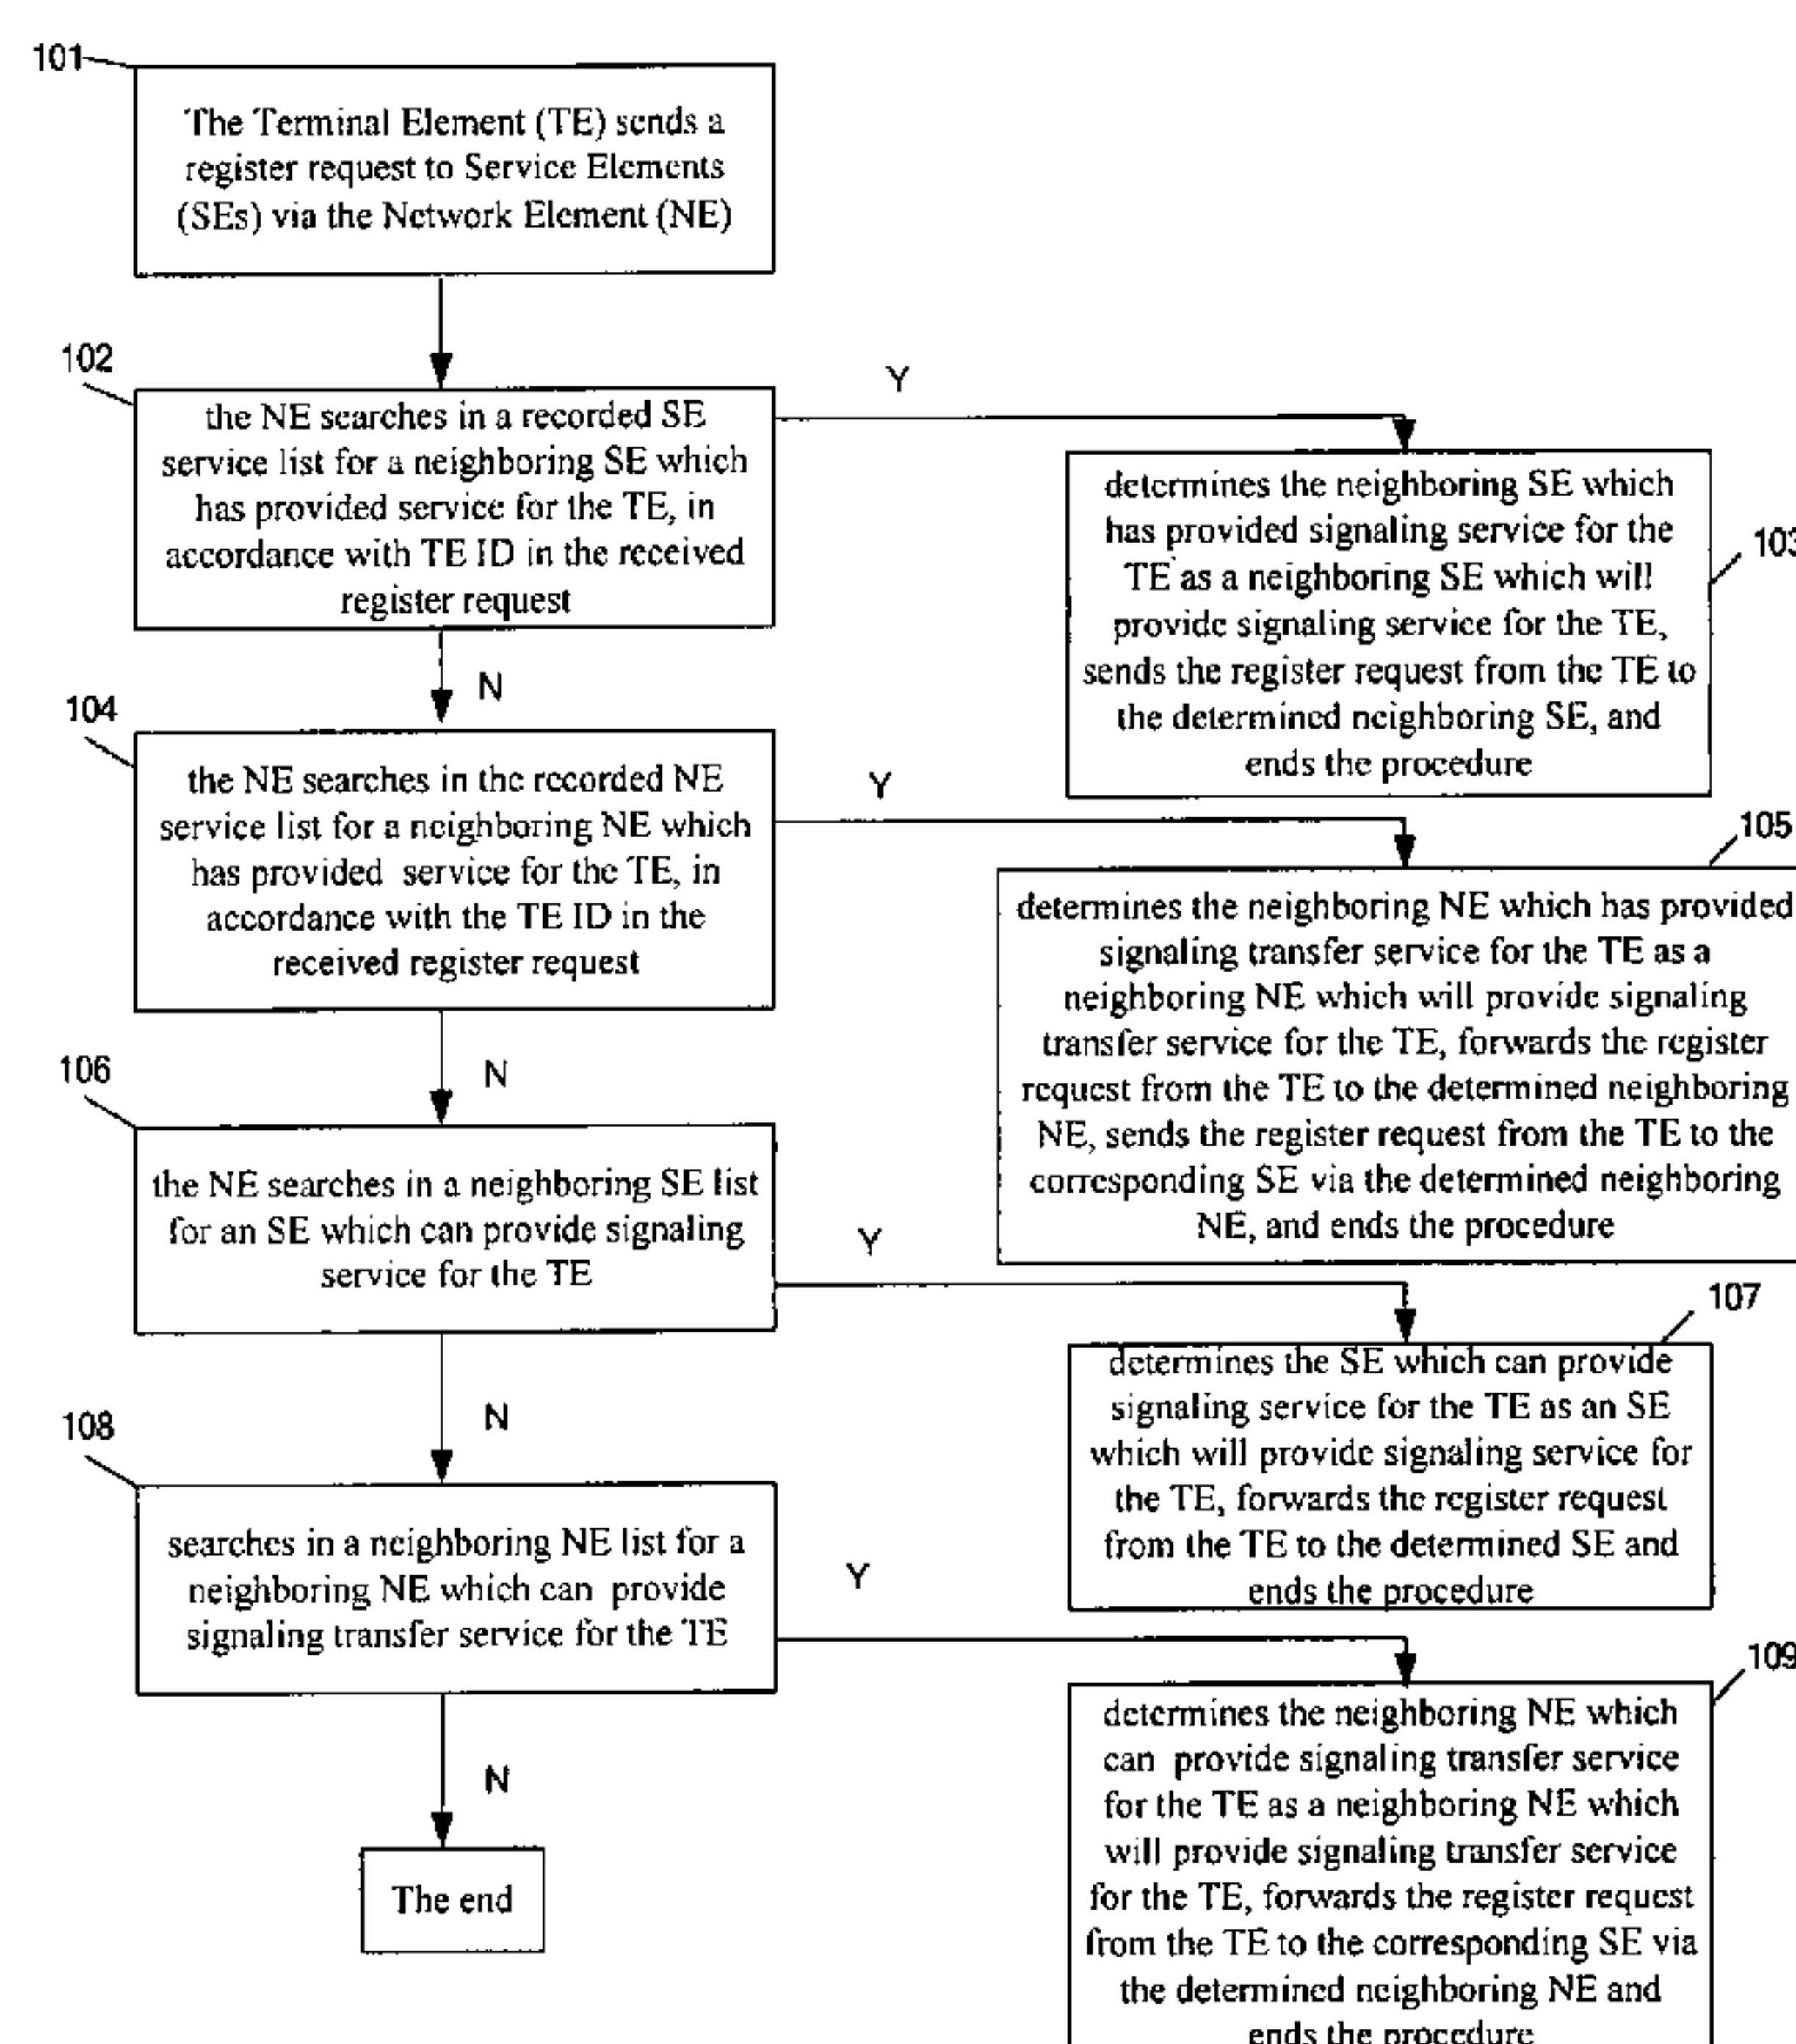 101
The Terminal Element (TE) sends a
register request to Service Elements
(SEs) via the Network Element (NE)
102
the NE searches in a recorded SE
service list for a neighboring SE which
has provided service for the TE, in
accordance with TE ID in the received
register request
Y
determines the neighboring SE which
has provided signaling service for the
TE as a neighboring SE which will
provide signaling service for the TE,
sends the register request from the TE to
the determined neighboring SE, and
ends the procedure
103
N
104
the NE searches in the recorded NE
service list for a neighboring NE which
has provided service for the TE, in
accordance with the TE ID in the
received register request
Y
105
determines the neighboring NE which has provided
signaling transfer service for the TE as a
neighboring NE which will provide signaling
transfer service for the TE, forwards the register
request from the TE to the determined neighboring
NE, sends the register request from the TE to the
corresponding SE via the determined neighboring
NE, and ends the procedure
N
106
the NE searches in a neighboring SE list
for an SE which can provide signaling
service for the TE
Y
107
determines the SE which can provide
signaling service for the TE as an SE
which will provide signaling service for
the TE, forwards the register request
from the TE to the determined SE and
ends the procedure
N
108
searches in a neighboring NE list for a
neighboring NE which can provide
signaling transfer service for the TE
Y
109
determines the neighboring NE which
can provide signaling transfer service
for the TE as a neighboring NE which
will provide signaling transfer service
for the TE, forwards the register request
from the TE to the corresponding SE via
the determined neighboring NE and
ends the procedure
N
The end